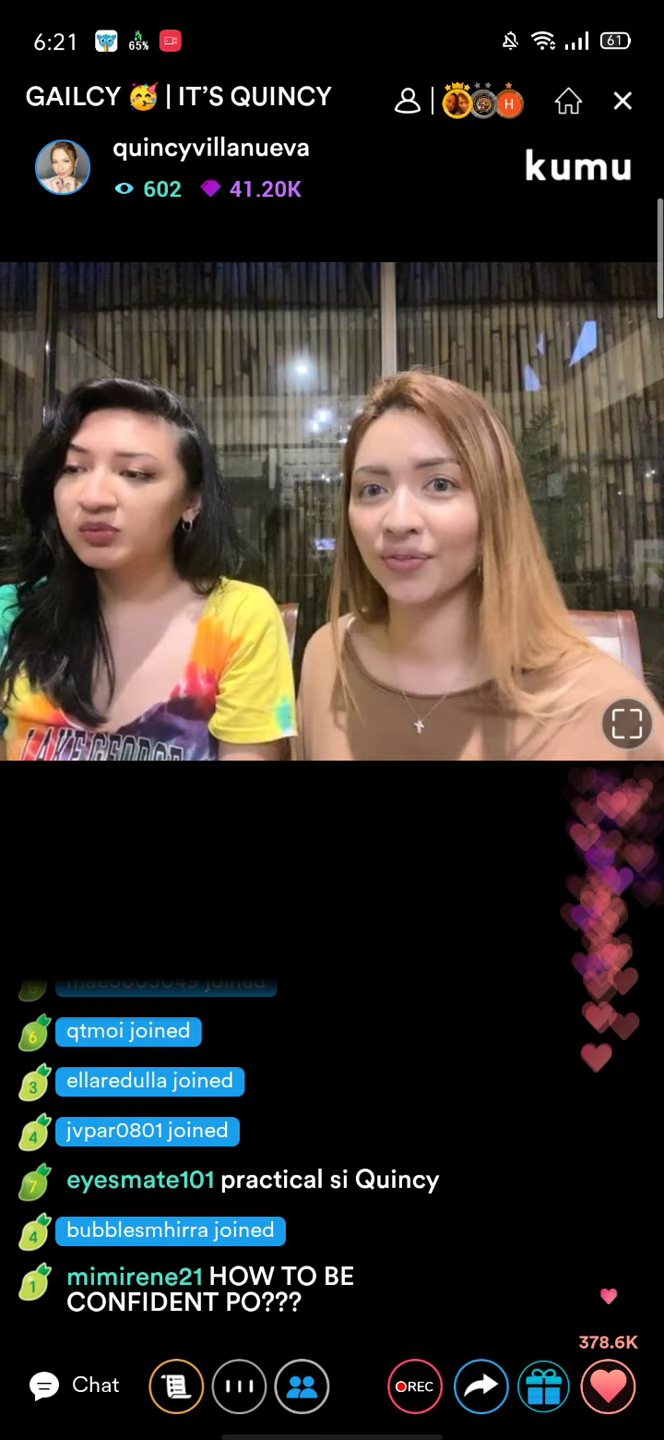 6:21
65%
61
GAILCY 🥳 | IT'S QUINCY
H
quincyvillanueva
602
41.20K
kumu
LAKE GEORGE
6 qtmoi joined
3 ellaredulla joined
4 jvpar0801 joined
7 eyesmate101 practical si Quincy
4 bubblesmhirra joined
1 mimirene21 HOW TO BE
CONFIDENT PO???
378.6K
Chat
REC